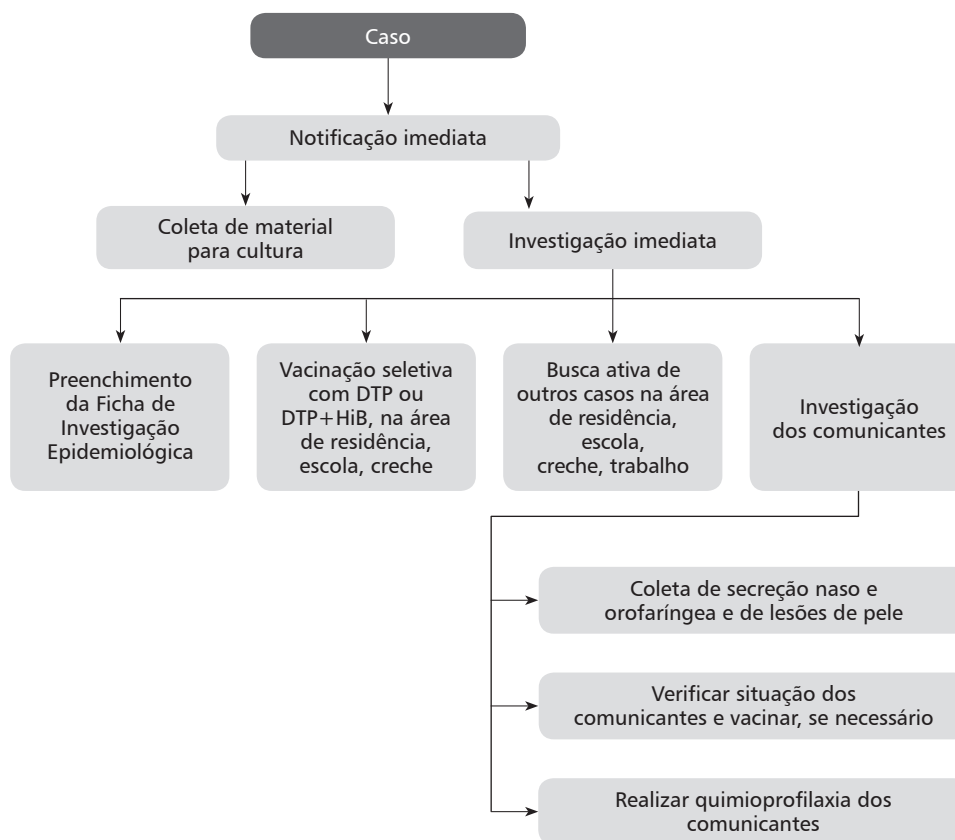 Caso
Notificação imediata
Coleta de material
para cultura
Investigação imediata
Preenchimento
da Ficha de
Investigação
Epidemiológica
Vacinação seletiva
com DTP ou
DTP+HiB, na área
de residência,
escola, creche
Busca ativa de
outros casos na área
de residência,
escola,
creche, trabalho
Investigação
dos comunicantes
Coleta de secreção naso e
orofaríngea e de lesões de pele
Verificar situação dos
comunicantes e vacinar, se necessário
Realizar quimioprofilaxia dos
comunicantes